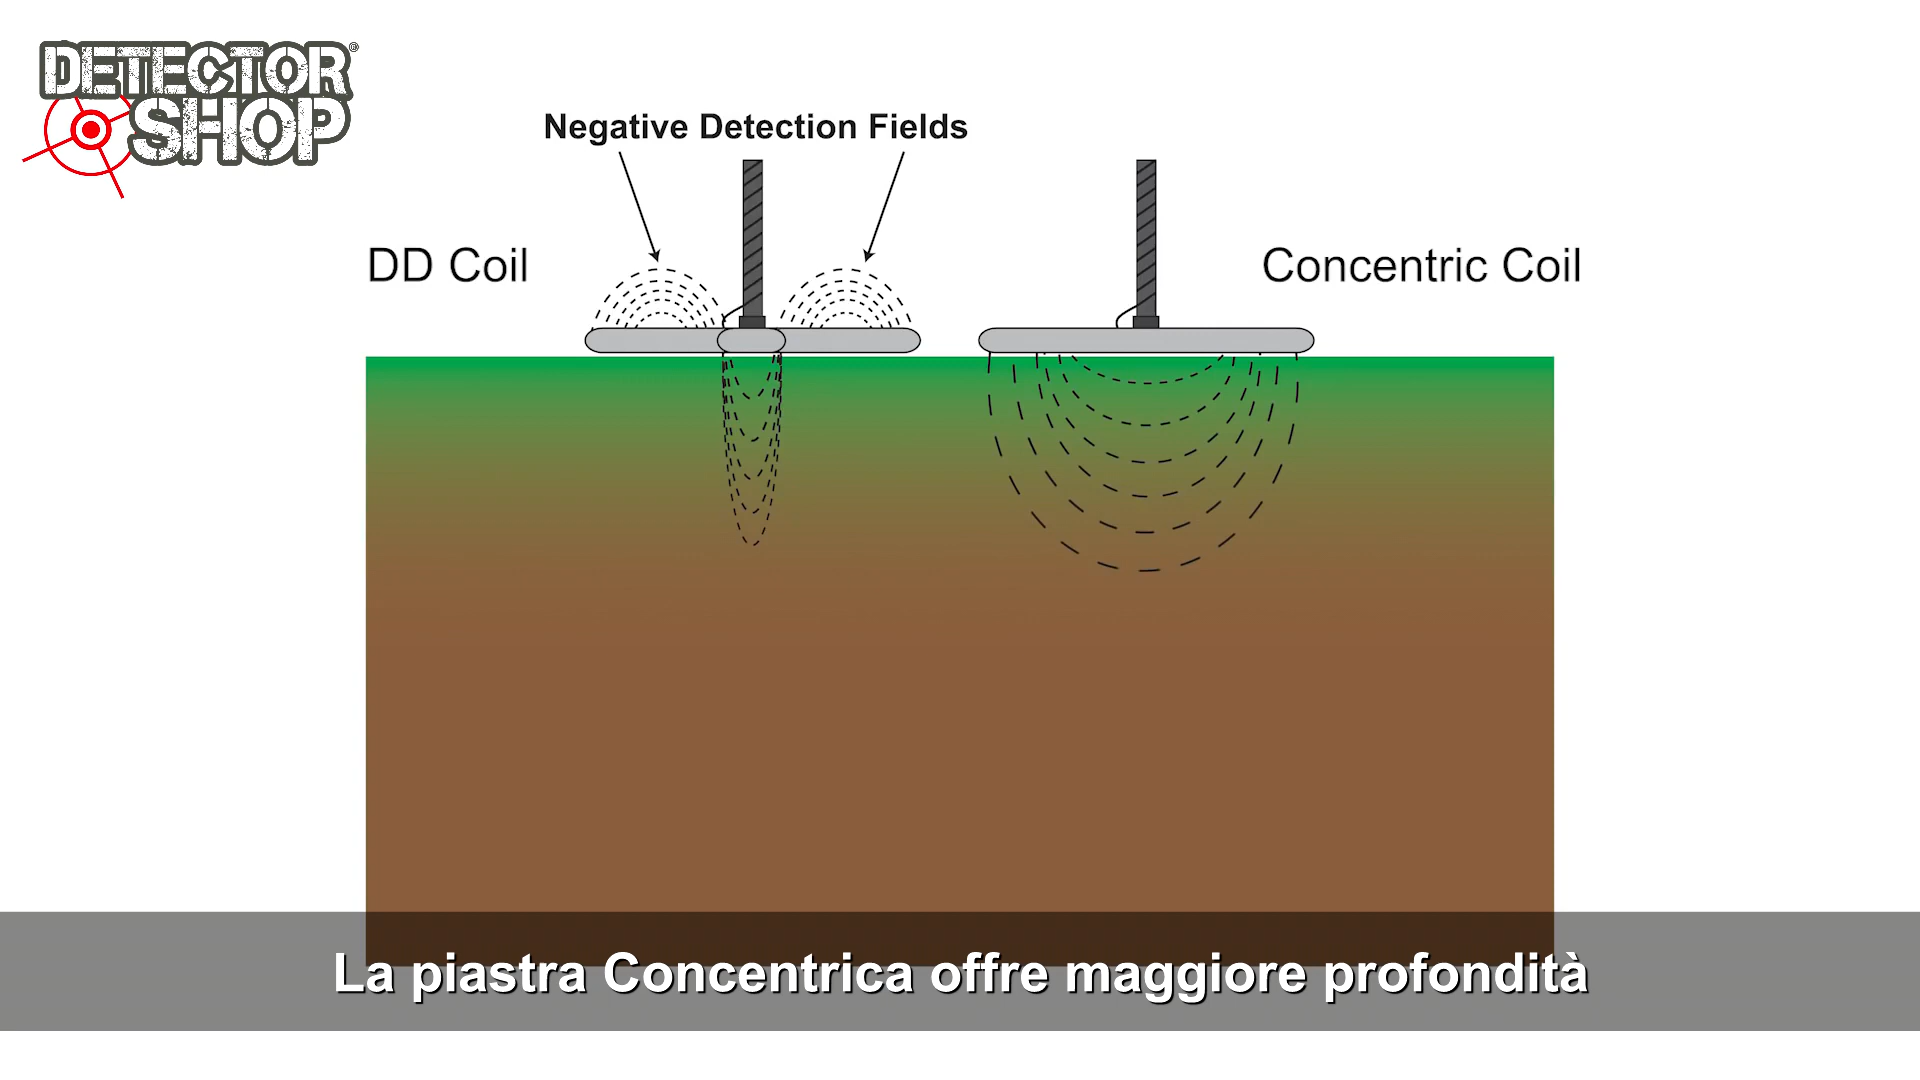 DETECTOR®
SHOP
Negative Detection Fields
DD Coil
Concentric Coil
La piastra Concentrica offre maggiore profondità